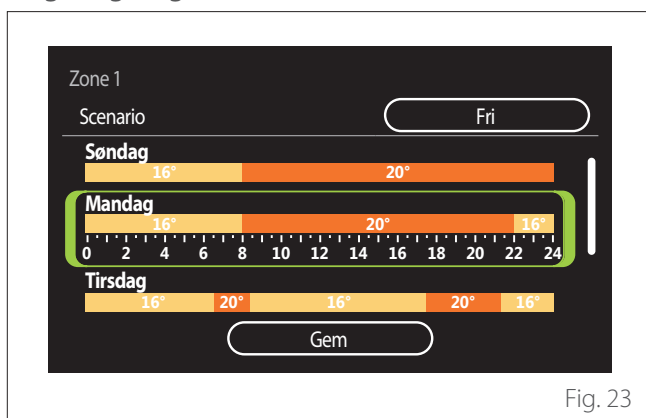 Zone 1
Scenario Fri
Søndag
16° 20°
Mandag
16° 20° 16°
0 2 4 6 8 10 12 14 16 18 20 22 24
Tirsdag
16° 20° 16° 20° 16°
Gem
Fig. 23